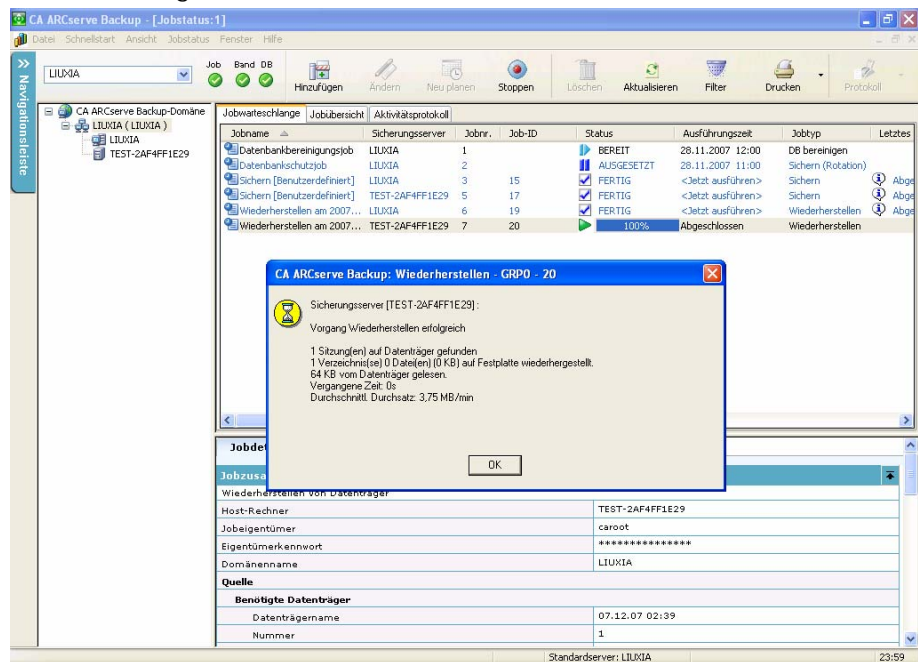 CA ARCserve Backup - [Jobstatus:1]
Datei Schnellstart Ansicht Jobstatus Fenster Hilfe
Navigationsleiste
LIUXIA
Job Band DB
Hinzufügen Ändern Neu planen Stoppen Löschen Aktualisieren Filter Drucken Protokoll
CA ARCserve Backup-Domäne
LIUXIA ( LIUXIA )
LIUXIA
TEST-2AF4FF1E29
Jobwarteschlange Jobübersicht Aktivitätsprotokoll
Jobname Sicherungsserver Jobnr. Job-ID Status Ausführungszeit Jobtyp Letztes
Datenbankbereinigungsjob LIUXIA 1 BEREIT 28.11.2007 12:00 DB bereinigen
Datenbankschutzjob LIUXIA 2 AUSGESETZT 28.11.2007 11:00 Sichern (Rotation)
Sichern [Benutzerdefiniert] LIUXIA 3 15 FERTIG <Jetzt ausführen> Sichern Abge
Sichern [Benutzerdefiniert] TEST-2AF4FF1E29 5 17 FERTIG <Jetzt ausführen> Sichern Abge
Wiederherstellen am 2007... LIUXIA 6 19 FERTIG <Jetzt ausführen> Wiederherstellen Abge
Wiederherstellen am 2007... TEST-2AF4FF1E29 7 20 100% Abgeschlossen Wiederherstellen
CA ARCserve Backup: Wiederherstellen - GRP0 - 20
Sicherungsserver [TEST-2AF4FF1E29] :
Vorgang Wiederherstellen erfolgreich
1 Sitzung(en) auf Datenträger gefunden
1 Verzeichnis(se) 0 Datei(en) (0 KB) auf Festplatte wiederhergestellt.
64 KB vom Datenträger gelesen.
Vergangene Zeit: 0s
Durchschnittl. Durchsatz: 3,75 MB/min
OK
Jobde
Jobzusa
Wiederherstellen von Datenträger
Host-Rechner TEST-2AF4FF1E29
Jobeigentümer caroot
Eigentümerkennwort ***************
Domänenname LIUXIA
Quelle
Benötigte Datenträger
Datenträgername 07.12.07 02:39
Nummer 1
Standardserver: LIUXIA 23:59